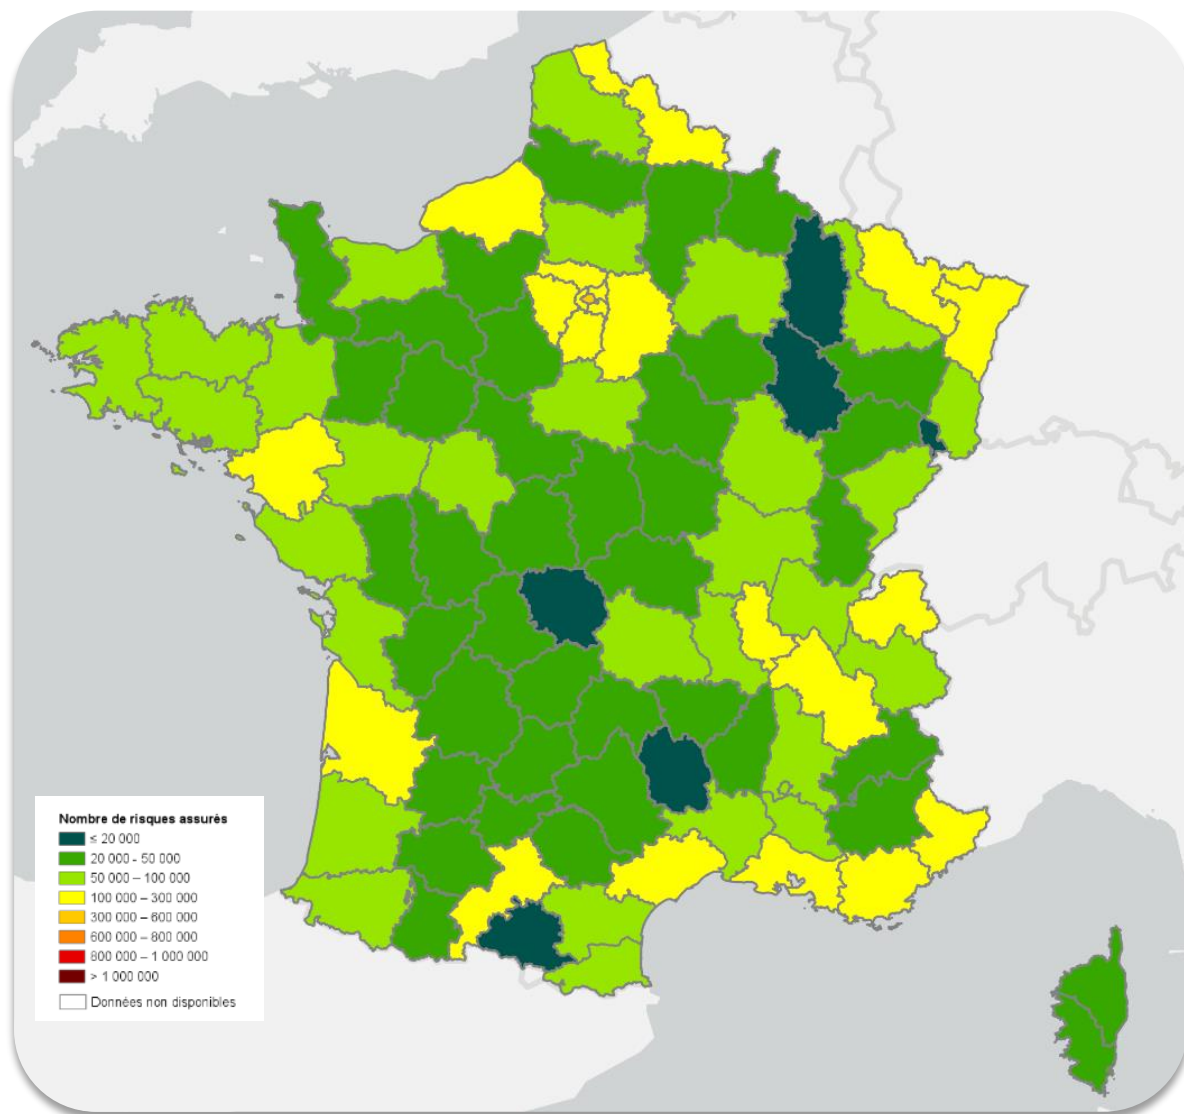 Nombre de risques assurés
≤ 20 000
20 000 - 50 000
50 000 – 100 000
100 000 – 300 000
300 000 – 600 000
600 000 – 800 000
800 000 – 1 000 000
> 1 000 000
Données non disponibles